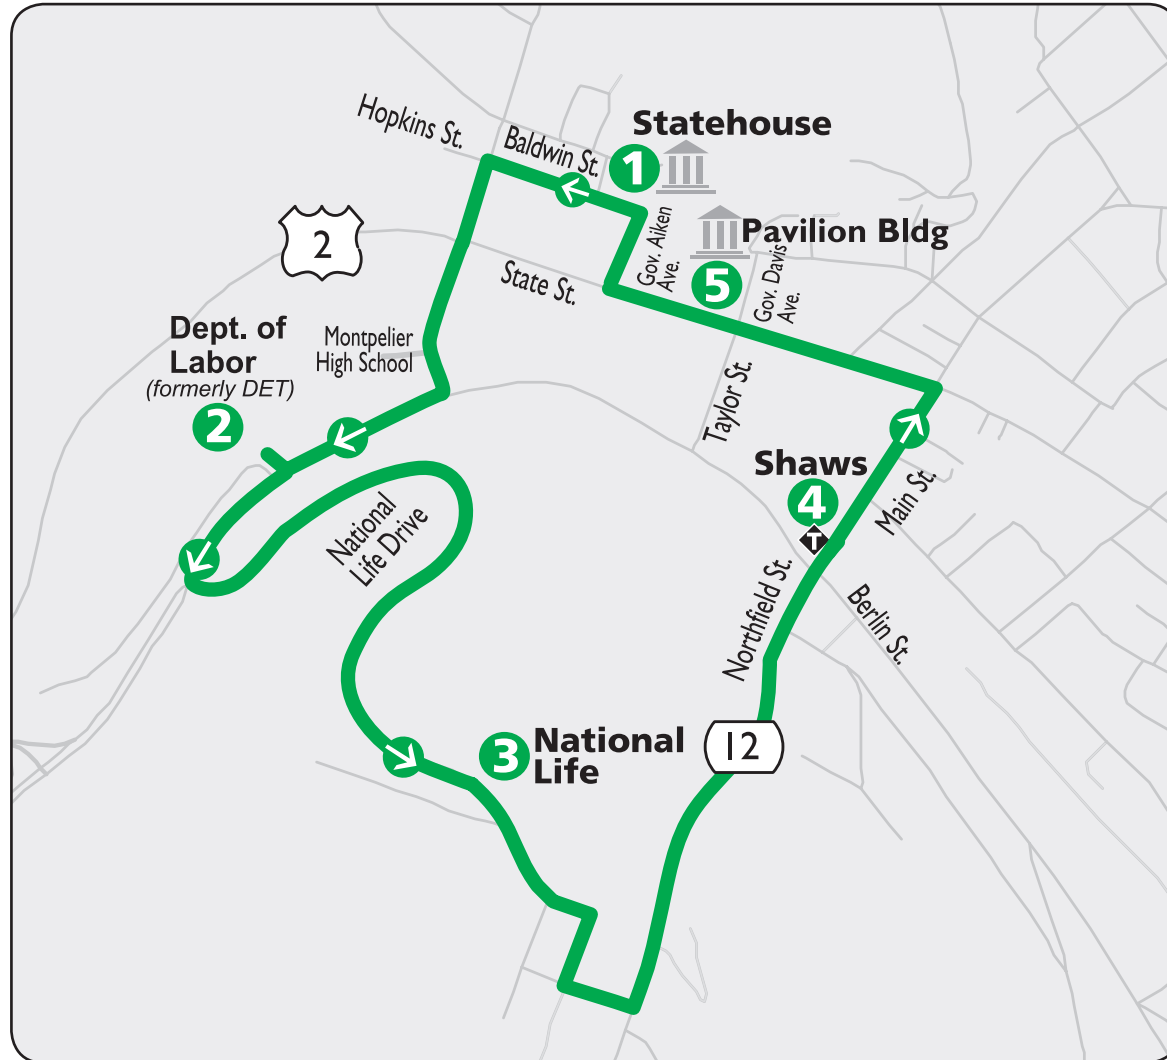 Hopkins St.
Baldwin St.
Statehouse
1
2
Gov. Aiken
Ave.
Pavilion Bldg
5
State St.
Gov. Davis
Ave.
Dept. of
Labor
(formerly DET)
2
Montpelier
High School
Taylor St.
Shaws
4
T
Main St.
National
Life Drive
Northfield St.
Berlin St.
3
National
Life
12